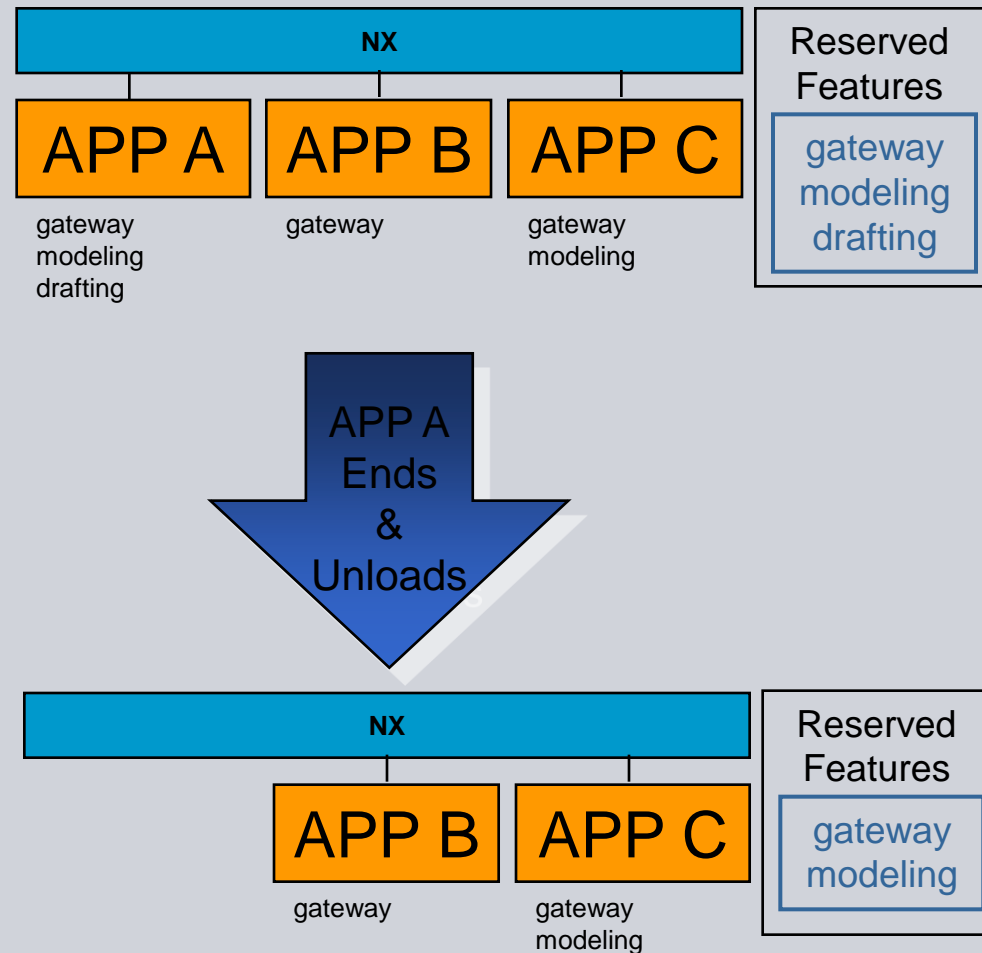 NX
Reserved
Features
gateway
modeling
drafting
APP A
APP B
APP C
gateway
modeling
drafting
gateway
gateway
modeling
APP A
Ends
&
Unloads
NX
Reserved
Features
gateway
modeling
APP B
APP C
gateway
gateway
modeling